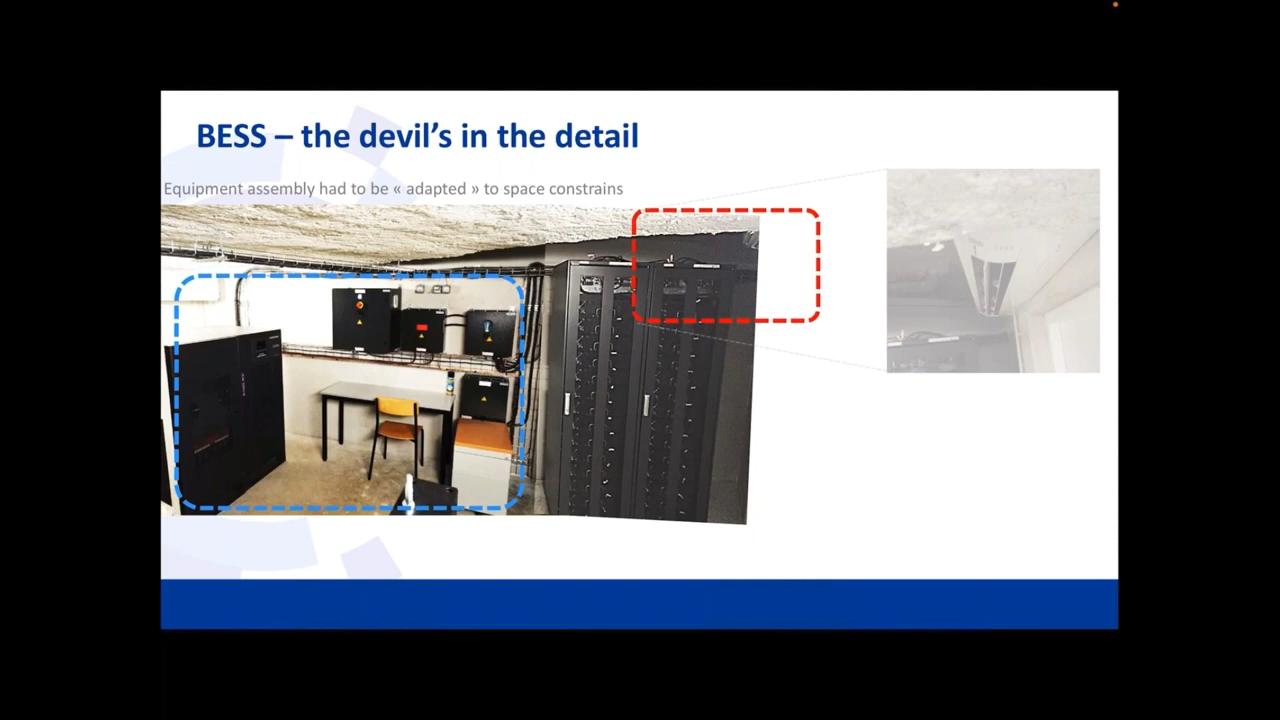 BESS – the devil’s in the detail
Equipment assembly had to be « adapted » to space constrains